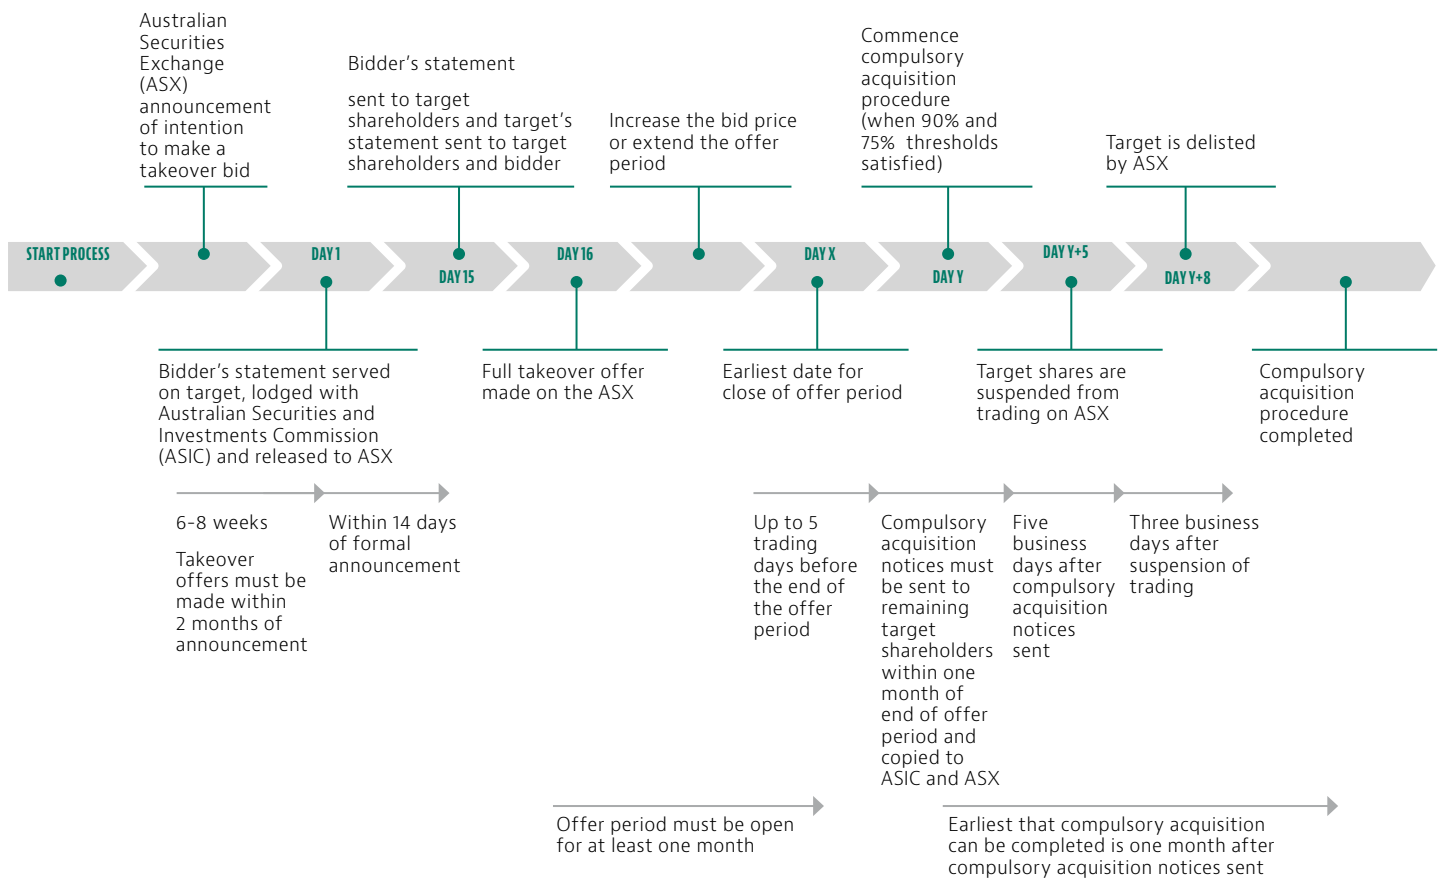 Australian
Securities
Exchange
(ASX)
announcement
of intention
to make a
takeover bid
Bidder's statement
sent to target
shareholders and target's
statement sent to target
shareholders and bidder
Increase the bid price
or extend the offer
period
Commence
compulsory
acquisition
procedure
(when 90% and
75% thresholds
satisfied)
Target is delisted
by ASX
START PROCESS
DAY 1
DAY 15
DAY 16
DAY X
DAY Y
DAY Y+5
DAY Y+8
Bidder's statement served
on target, lodged with
Australian Securities and
Investments Commission
(ASIC) and released to ASX
Full takeover offer
made on the ASX
Earliest date for
close of offer period
Target shares are
suspended from
trading on ASX
Compulsory
acquisition
procedure
completed
6-8 weeks
Takeover
offers must be
made within
2 months of
announcement
Within 14 days
of formal
announcement
Up to 5
trading
days before
the end of
the offer
period
Compulsory
acquisition
notices must
be sent to
remaining
target
shareholders
within one
month of
end of offer
period and
copied to
ASIC and ASX
Five
business
days after
compulsory
acquisition
notices
sent
Three business
days after
suspension of
trading
Offer period must be open
for at least one month
Earliest that compulsory acquisition
can be completed is one month after
compulsory acquisition notices sent